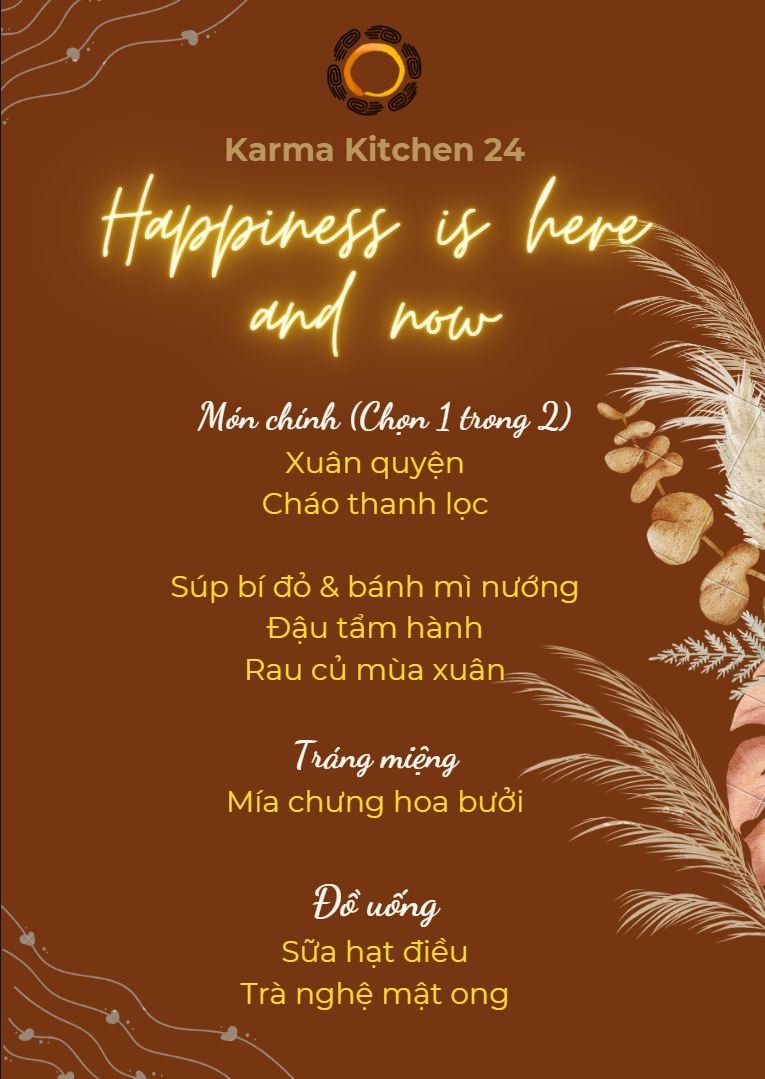 Karma Kitchen 24
Happiness is here
and now
Món chính (Chọn 1 trong 2)
Xuân quyện
Cháo thanh lọc
Súp bí đỏ & bánh mì nướng
Đậu tẩm hành
Rau củ mùa xuân
Tráng miệng
Mía chưng hoa bưởi
Đồ uống
Sữa hạt điều
Trà nghệ mật ong